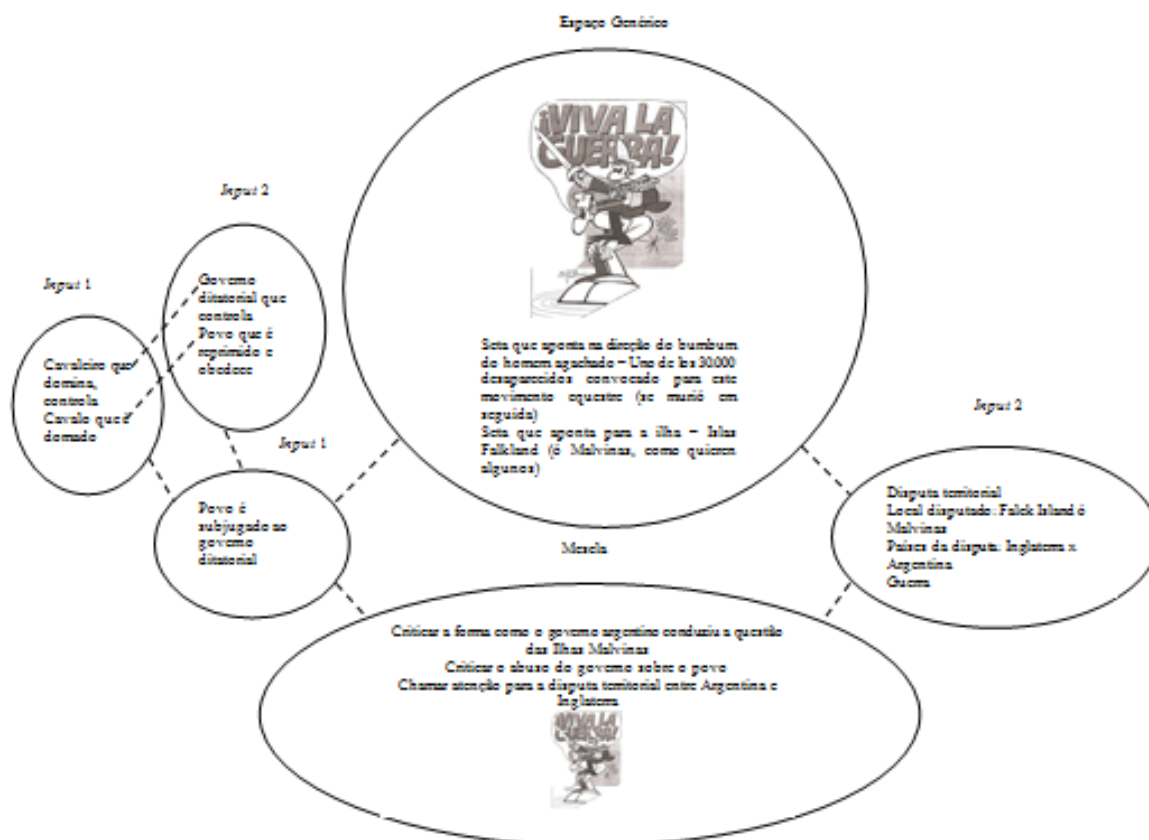 Espaço Genérico
¡VIVA LA
GUERRA!
Input 2
Input 1
Governo
ditatorial que
controla
Povo que é
reprimido e
obedece
Cavaleiro que
domina,
controla
Cavalo que é
domado
Seta que aponta na direção do bumbum
do homem agachado – Uno de los 30.000
desaparecidos convocado para este
movimento equestre (se murió em
seguida)
Seta que aponta para a ilha – Islas
Falkland (ó Malvinas, como quieren
algunos)
Input 2
Input 1
Povo é
subjugado ao
governo
ditatorial
Disputa territorial
Local disputado: Falck Island ó
Malvinas
Países da disputa: Inglaterra x
Argentina
Guerra
Mescla
Criticar a forma como o governo argentino conduziu a questão
das Ilhas Malvinas
Criticar o abuso do governo sobre o povo
Chamar atenção para a disputa territorial entre Argentina e
Inglaterra
¡VIVA LA
GUERRA!